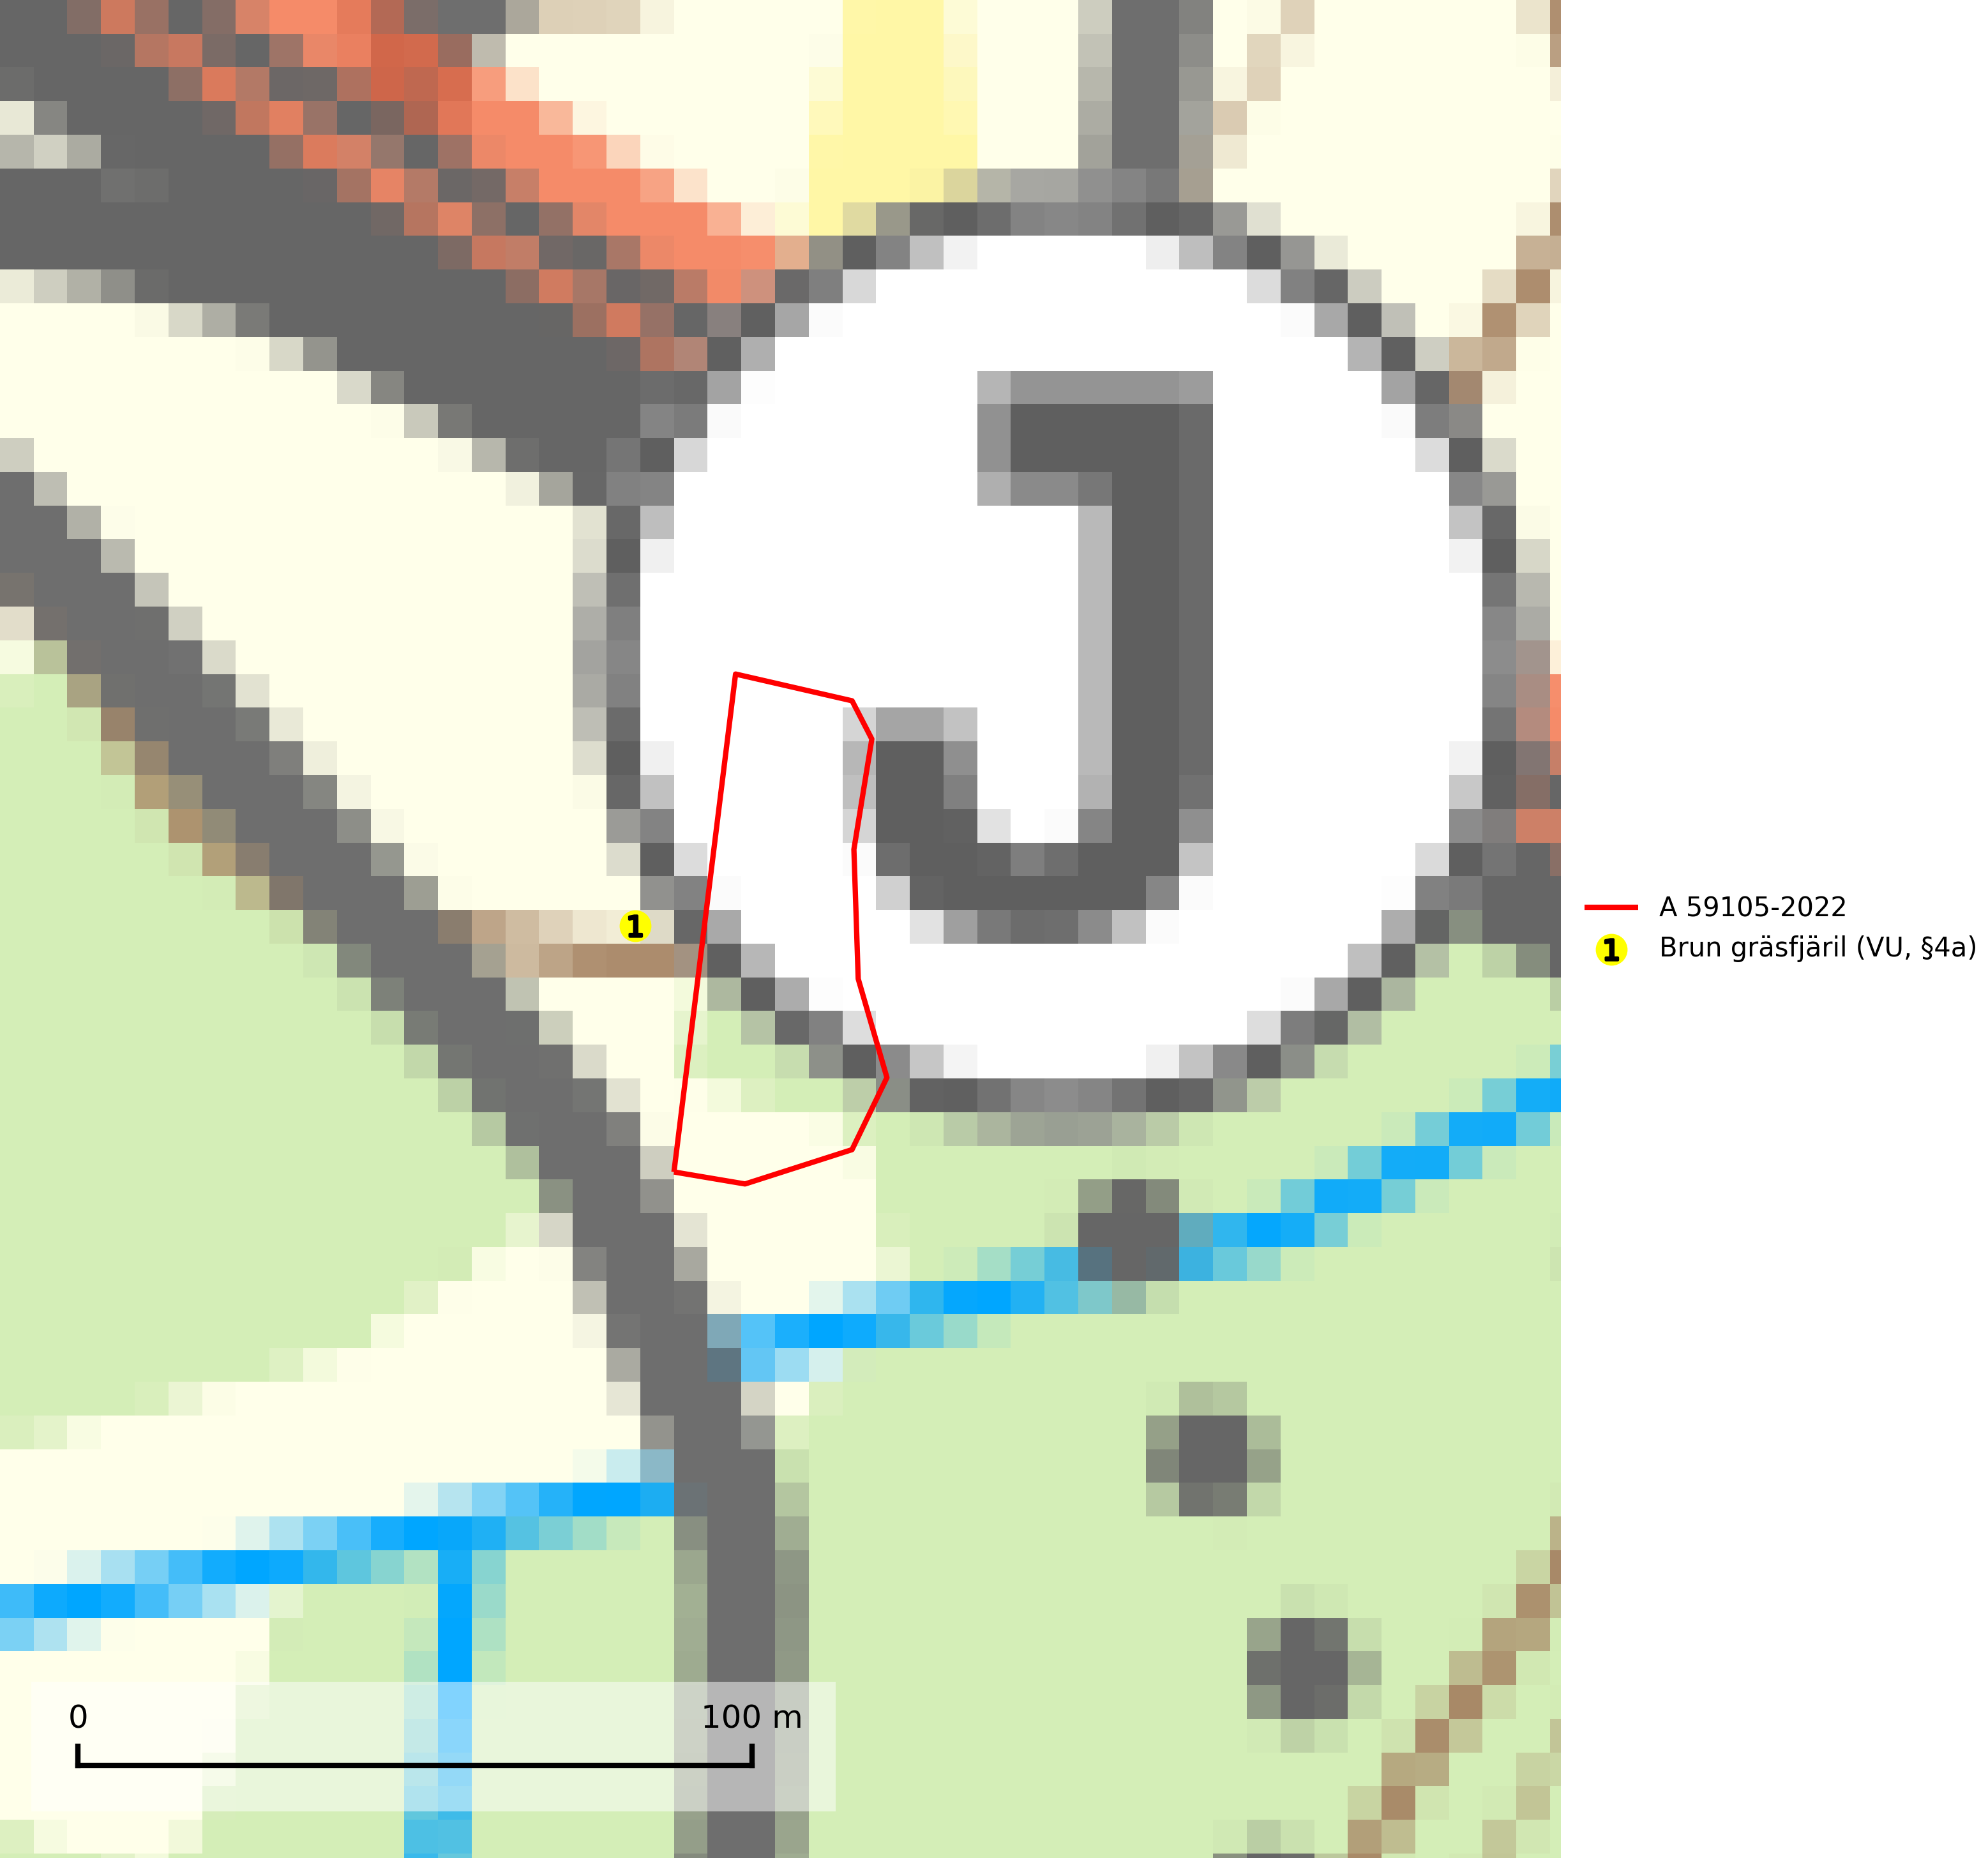 J
A 59105-2022
1
1 Brun gräsfjäril (VU, §4a)
0 100 m